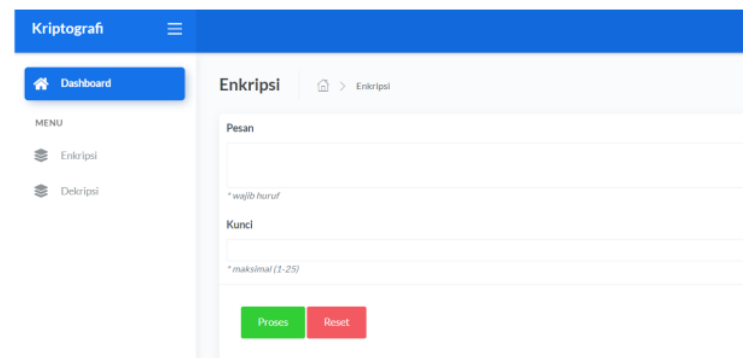 Kriptografi
Dashboard
MENU
Enkripsi
Dekripsi
Enkripsi
> Enkripsi
Pesan
* wajib huruf
Kunci
* maksimal (1-25)
Proses Reset